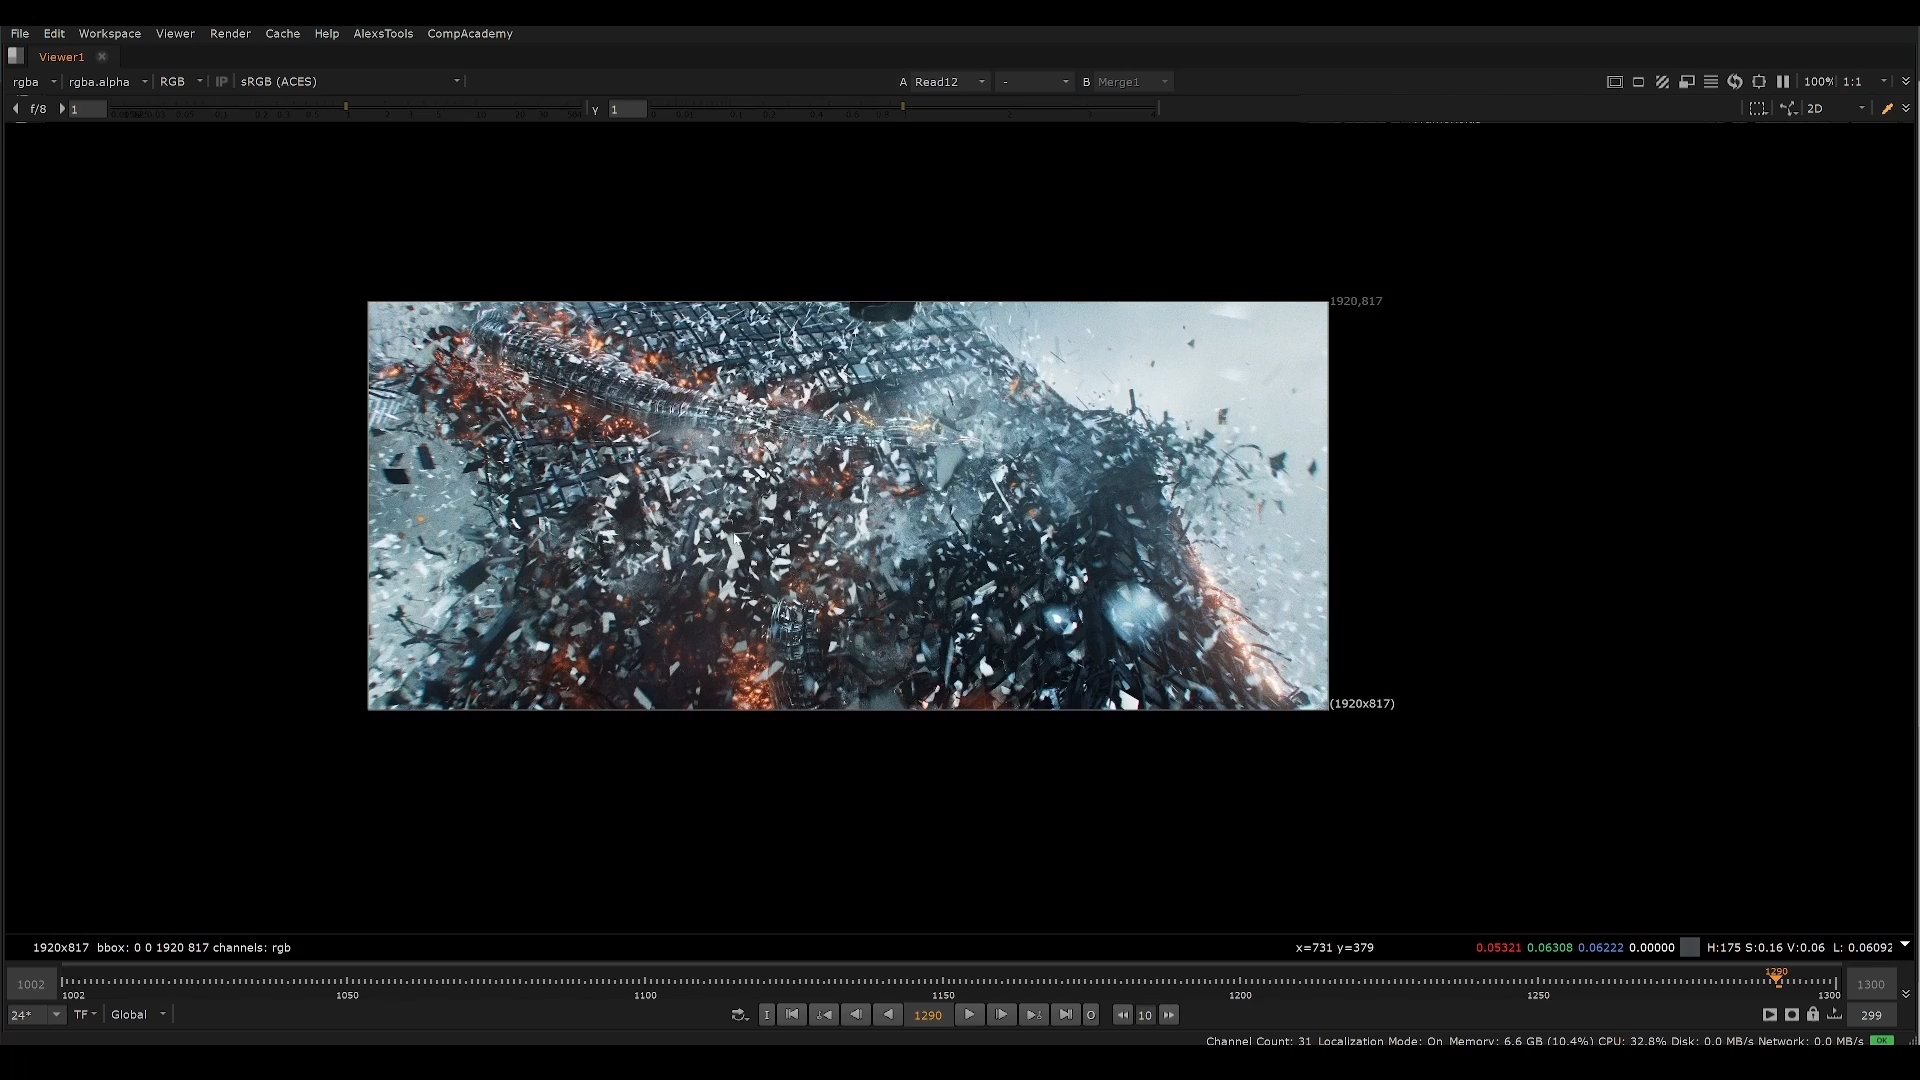 File Edit Workspace Viewer Render Cache Help AlexsTools CompAcademy
Viewer1
rgba rgba.alpha RGB IP sRGB (ACES) A Read12 - B Merge1 100% 1:1
f/8 1 y 1 2D
1920,817
(1920x817)
1920x817 bbox: 0 0 1920 817 channels: rgb x=731 y=379 0.05321 0.06308 0.06222 0.00000 H:175 S:0.16 V:0.06 L: 0.06092
1290
1002 1300
1002 1050 1100 1150 1200 1250 1300
24* TF Global I 1290 O 10 299
Channel Count: 31 Localization Mode: On Memory: 6.6 GB (10.4%) CPU: 32.8% Disk: 0.0 MB/s Network: 0.0 MB/s OK